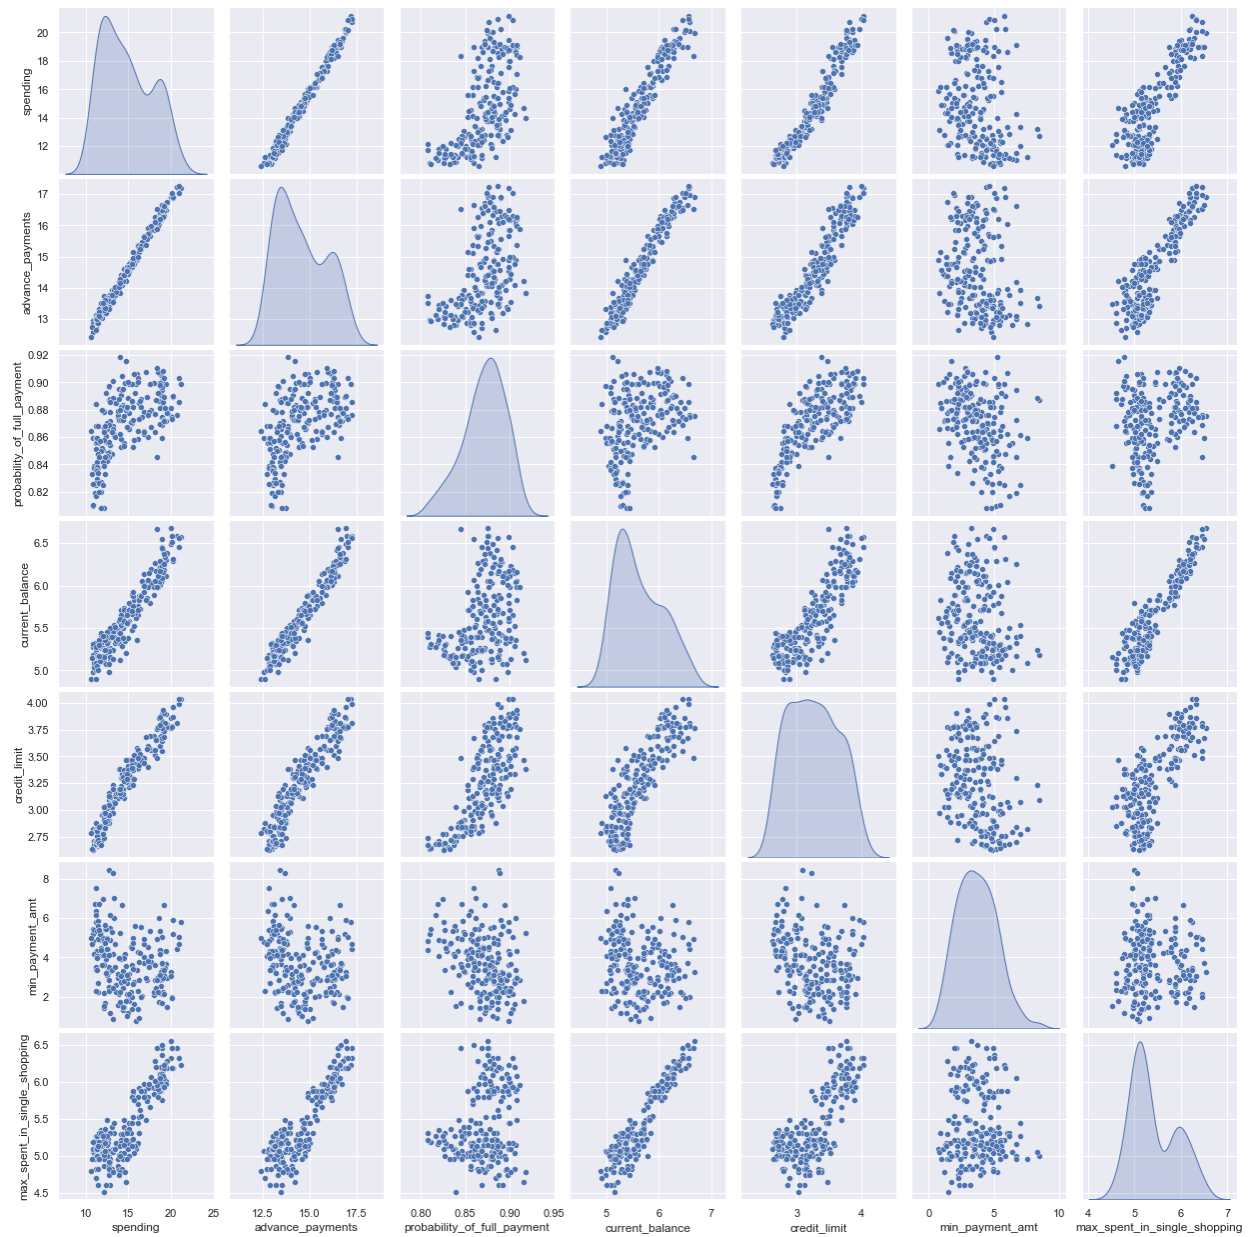 spending
20
18
16
14
12
advance_payments
17
16
15
14
13
probability_of_full_payment
0.92
0.90
0.88
0.86
0.84
0.82
current_balance
6.5
6.0
5.5
5.0
credit_limit
4.00
3.75
3.50
3.25
3.00
2.75
min_payment_amt
8
6
4
2
max_spent_in_single_shopping
6.5
6.0
5.5
5.0
4.5
10 15 20 25
12.5 15.0 17.5
0.80 0.85 0.90 0.95
5 6 7
3 4
0 5 10
4 5 6 7
spending
advance_payments
probability_of_full_payment
current_balance
credit_limit
min_payment_amt
max_spent_in_single_shopping